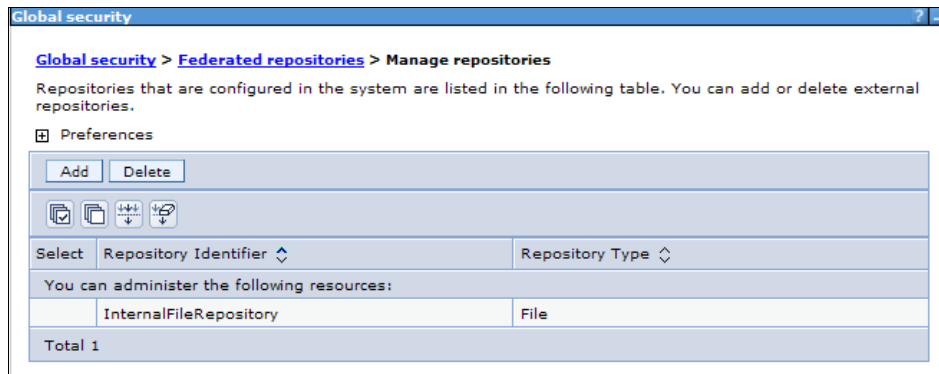 Global security ? -
Global security > Federated repositories > Manage repositories
Repositories that are configured in the system are listed in the following table. You can add or delete external
repositories.
Preferences
Add Delete
Select Repository Identifier Repository Type
You can administer the following resources:
InternalFileRepository File
Total 1